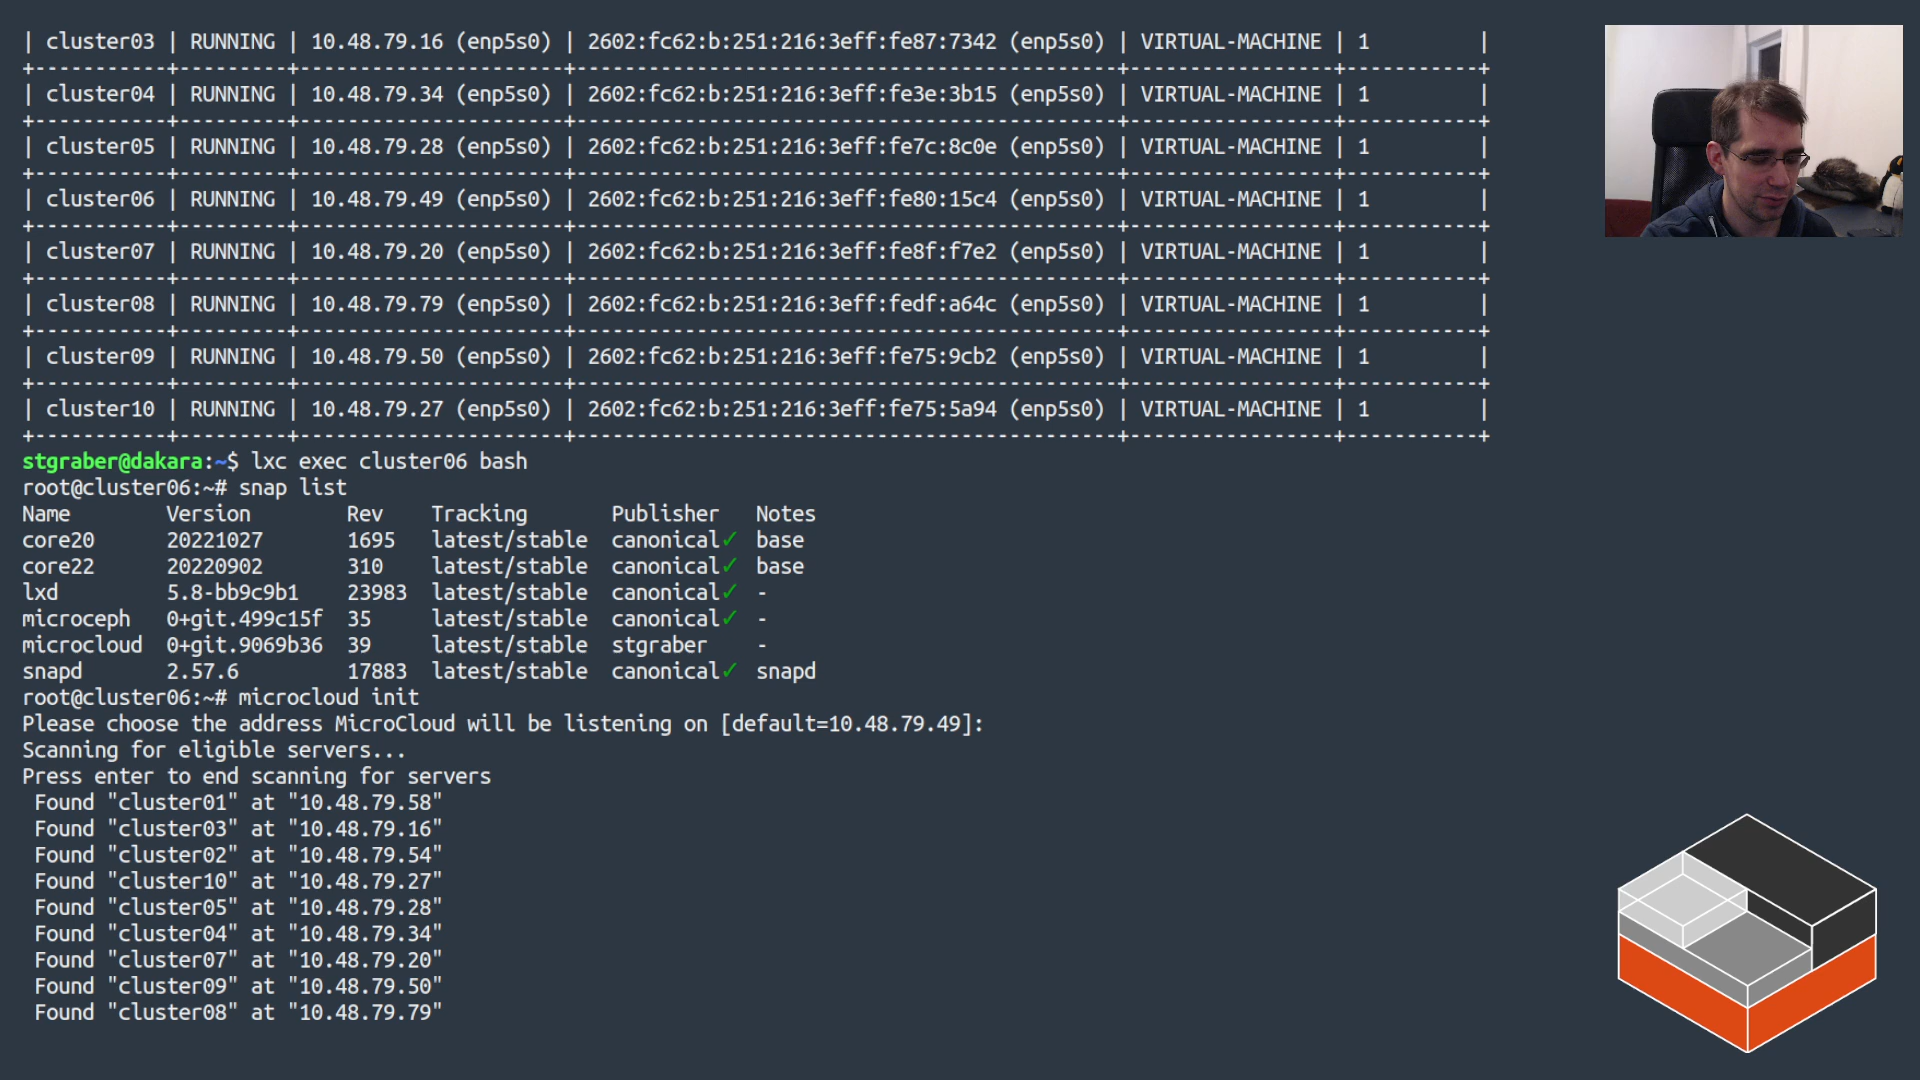 | cluster03 | RUNNING | 10.48.79.16 (enp5s0) | 2602:fc62:b:251:216:3eff:fe87:7342 (enp5s0) | VIRTUAL-MACHINE | 1 |
| cluster04 | RUNNING | 10.48.79.34 (enp5s0) | 2602:fc62:b:251:216:3eff:fe3e:3b15 (enp5s0) | VIRTUAL-MACHINE | 1 |
| cluster05 | RUNNING | 10.48.79.28 (enp5s0) | 2602:fc62:b:251:216:3eff:fe7c:8c0e (enp5s0) | VIRTUAL-MACHINE | 1 |
| cluster06 | RUNNING | 10.48.79.49 (enp5s0) | 2602:fc62:b:251:216:3eff:fe80:15c4 (enp5s0) | VIRTUAL-MACHINE | 1 |
| cluster07 | RUNNING | 10.48.79.20 (enp5s0) | 2602:fc62:b:251:216:3eff:fe8f:f7e2 (enp5s0) | VIRTUAL-MACHINE | 1 |
| cluster08 | RUNNING | 10.48.79.79 (enp5s0) | 2602:fc62:b:251:216:3eff:fedf:a64c (enp5s0) | VIRTUAL-MACHINE | 1 |
| cluster09 | RUNNING | 10.48.79.50 (enp5s0) | 2602:fc62:b:251:216:3eff:fe75:9cb2 (enp5s0) | VIRTUAL-MACHINE | 1 |
| cluster10 | RUNNING | 10.48.79.27 (enp5s0) | 2602:fc62:b:251:216:3eff:fe75:5a94 (enp5s0) | VIRTUAL-MACHINE | 1 |
stgraber@dakara:~$ lxc exec cluster06 bash
root@cluster06:~# snap list
Name Version Rev Tracking Publisher Notes
core20 20221027 1695 latest/stable canonical✓ base
core22 20220902 310 latest/stable canonical✓ base
lxd 5.8-bb9c9b1 23983 latest/stable canonical✓ -
microceph 0+git.499c15f 35 latest/stable canonical✓ -
microcloud 0+git.9069b36 39 latest/stable stgraber -
snapd 2.57.6 17883 latest/stable canonical✓ snapd
root@cluster06:~# microcloud init
Please choose the address MicroCloud will be listening on [default=10.48.79.49]:
Scanning for eligible servers...
Press enter to end scanning for servers
Found "cluster01" at "10.48.79.58"
Found "cluster03" at "10.48.79.16"
Found "cluster02" at "10.48.79.54"
Found "cluster10" at "10.48.79.27"
Found "cluster05" at "10.48.79.28"
Found "cluster04" at "10.48.79.34"
Found "cluster07" at "10.48.79.20"
Found "cluster09" at "10.48.79.50"
Found "cluster08" at "10.48.79.79"